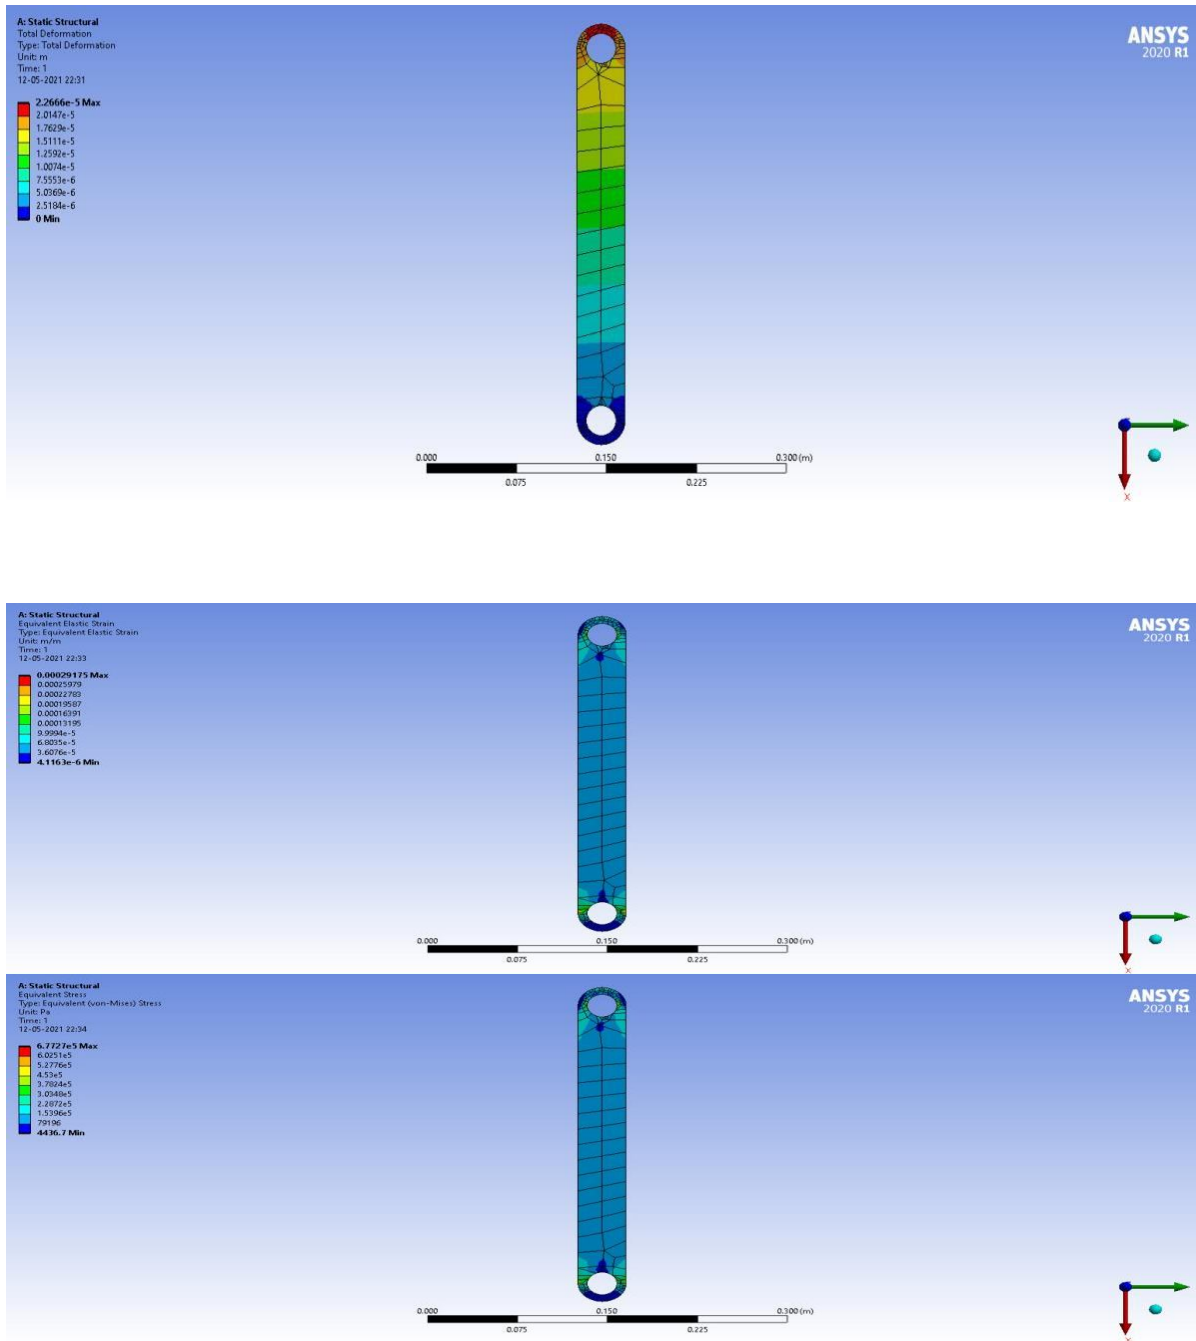 A: Static Structural
Total Deformation
Type: Total Deformation
Unit: m
Time: 1
12-05-2021 22:31
2.2666e-5 Max
2.0147e-5
1.7629e-5
1.5111e-5
1.2592e-5
1.0074e-5
7.5553e-6
5.0369e-6
2.5184e-6
0 Min
ANSYS
2020 R1
0.000 0.150 0.300 (m)
0.075 0.225
X
A: Static Structural
Equivalent Elastic Strain
Type: Equivalent Elastic Strain
Unit: m/m
Time: 1
12-05-2021 22:33
0.00029175 Max
0.00025979
0.00022783
0.00019587
0.00016391
0.00013195
9.9994e-5
6.8035e-5
3.6076e-5
4.1163e-6 Min
ANSYS
2020 R1
0.000 0.150 0.300 (m)
0.075 0.225
X
A: Static Structural
Equivalent Stress
Type: Equivalent (von-Mises) Stress
Unit: Pa
Time: 1
12-05-2021 22:34
6.7727e5 Max
6.0251e5
5.2776e5
4.53e5
3.7824e5
3.0348e5
2.2872e5
1.5396e5
79196
4436.7 Min
ANSYS
2020 R1
0.000 0.150 0.300 (m)
0.075 0.225
X